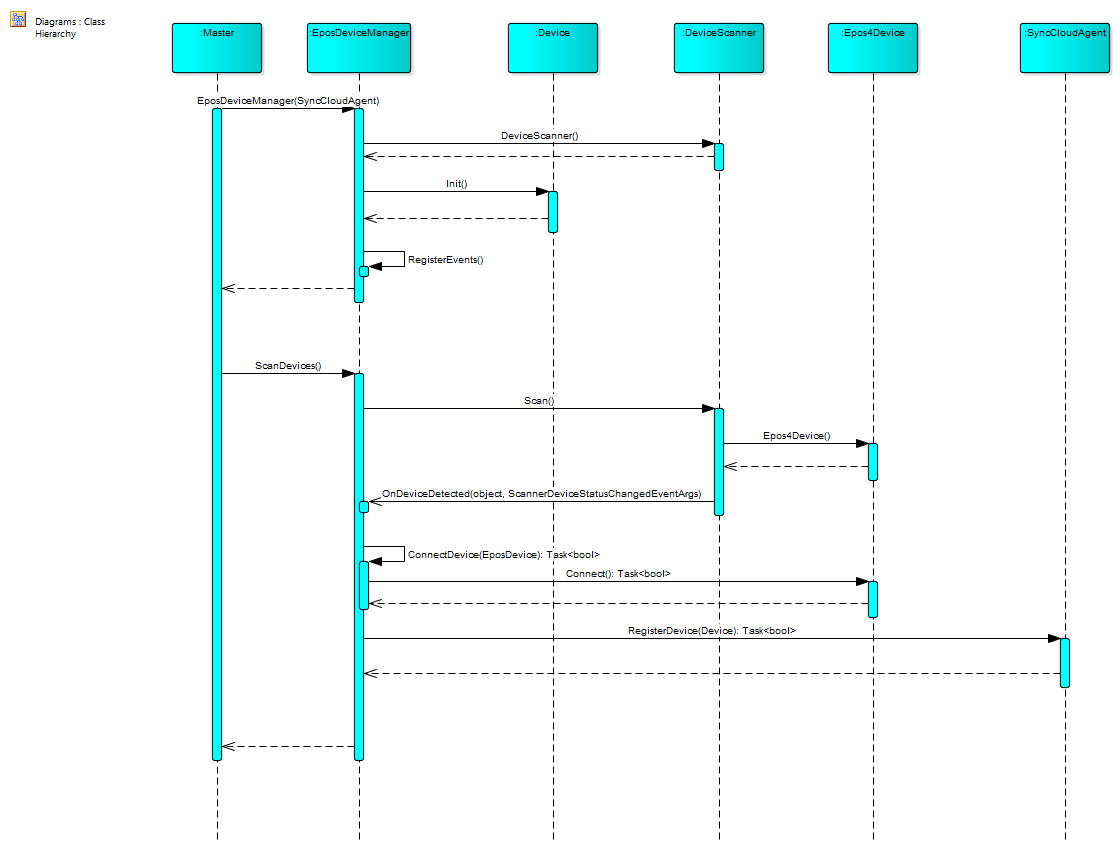 Diagrams : Class
Hierarchy
:Master
:EposDeviceManager
:Device
:DeviceScanner
:Epos4Device
:SyncCloudAgent
EposDeviceManager(SyncCloudAgent)
DeviceScanner()
Init()
RegisterEvents()
ScanDevices()
Scan()
Epos4Device()
OnDeviceDetected(object, ScannerDeviceStatusChangedEventArgs)
ConnectDevice(EposDevice): Task<bool>
Connect(): Task<bool>
RegisterDevice(Device): Task<bool>